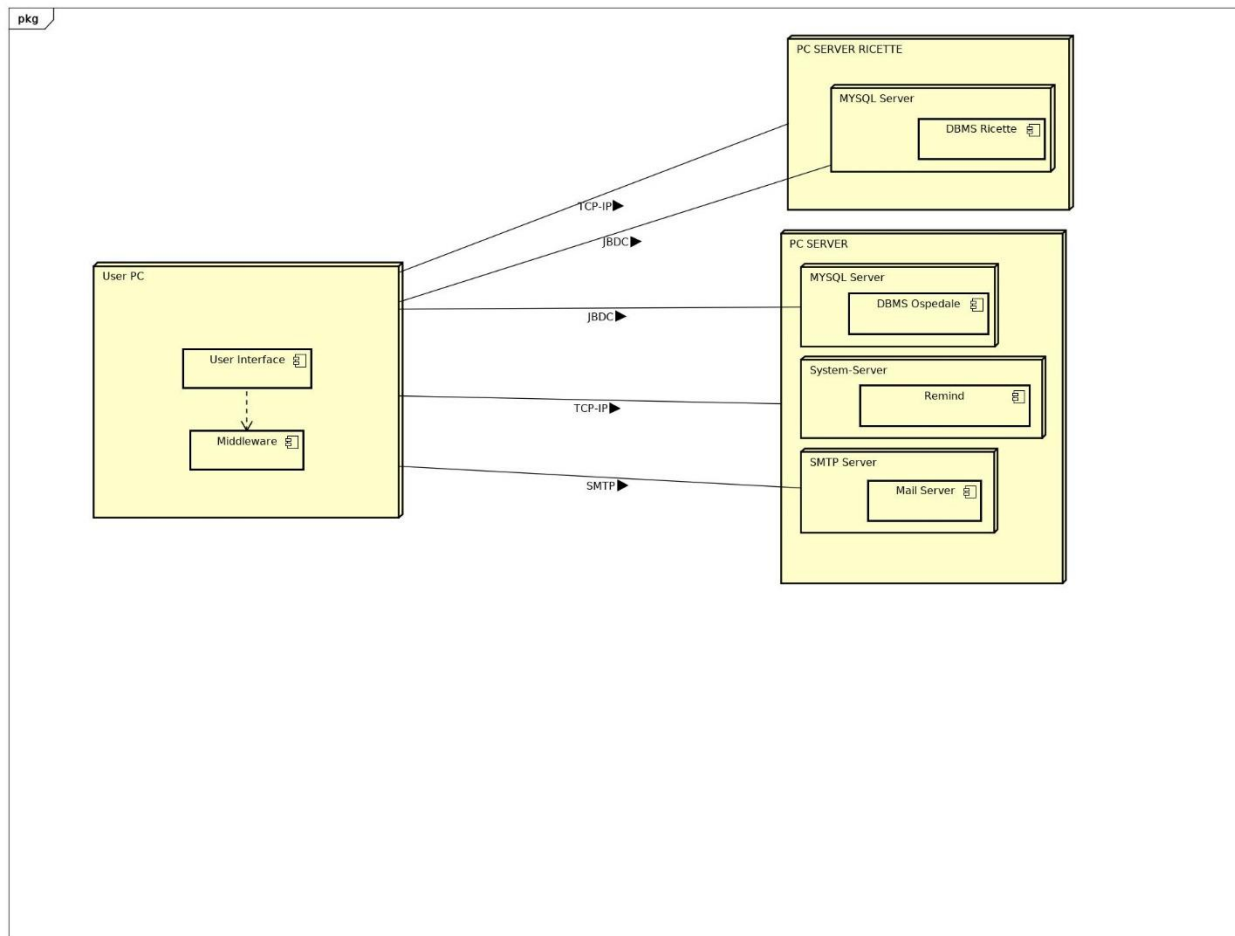 pkg
PC SERVER RICETTE
MYSQL Server
DBMS Ricette
TCP-IP
JBDC
PC SERVER
User PC
MYSQL Server
DBMS Ospedale
JBDC
User Interface
System-Server
Remind
TCP-IP
Middleware
SMTP Server
SMTP
Mail Server